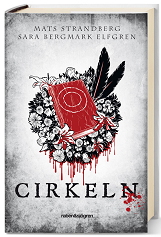 MATS STRANDBERG
SARA BERGMARK ELFGREN
CIRKELN
rabén&sjögren